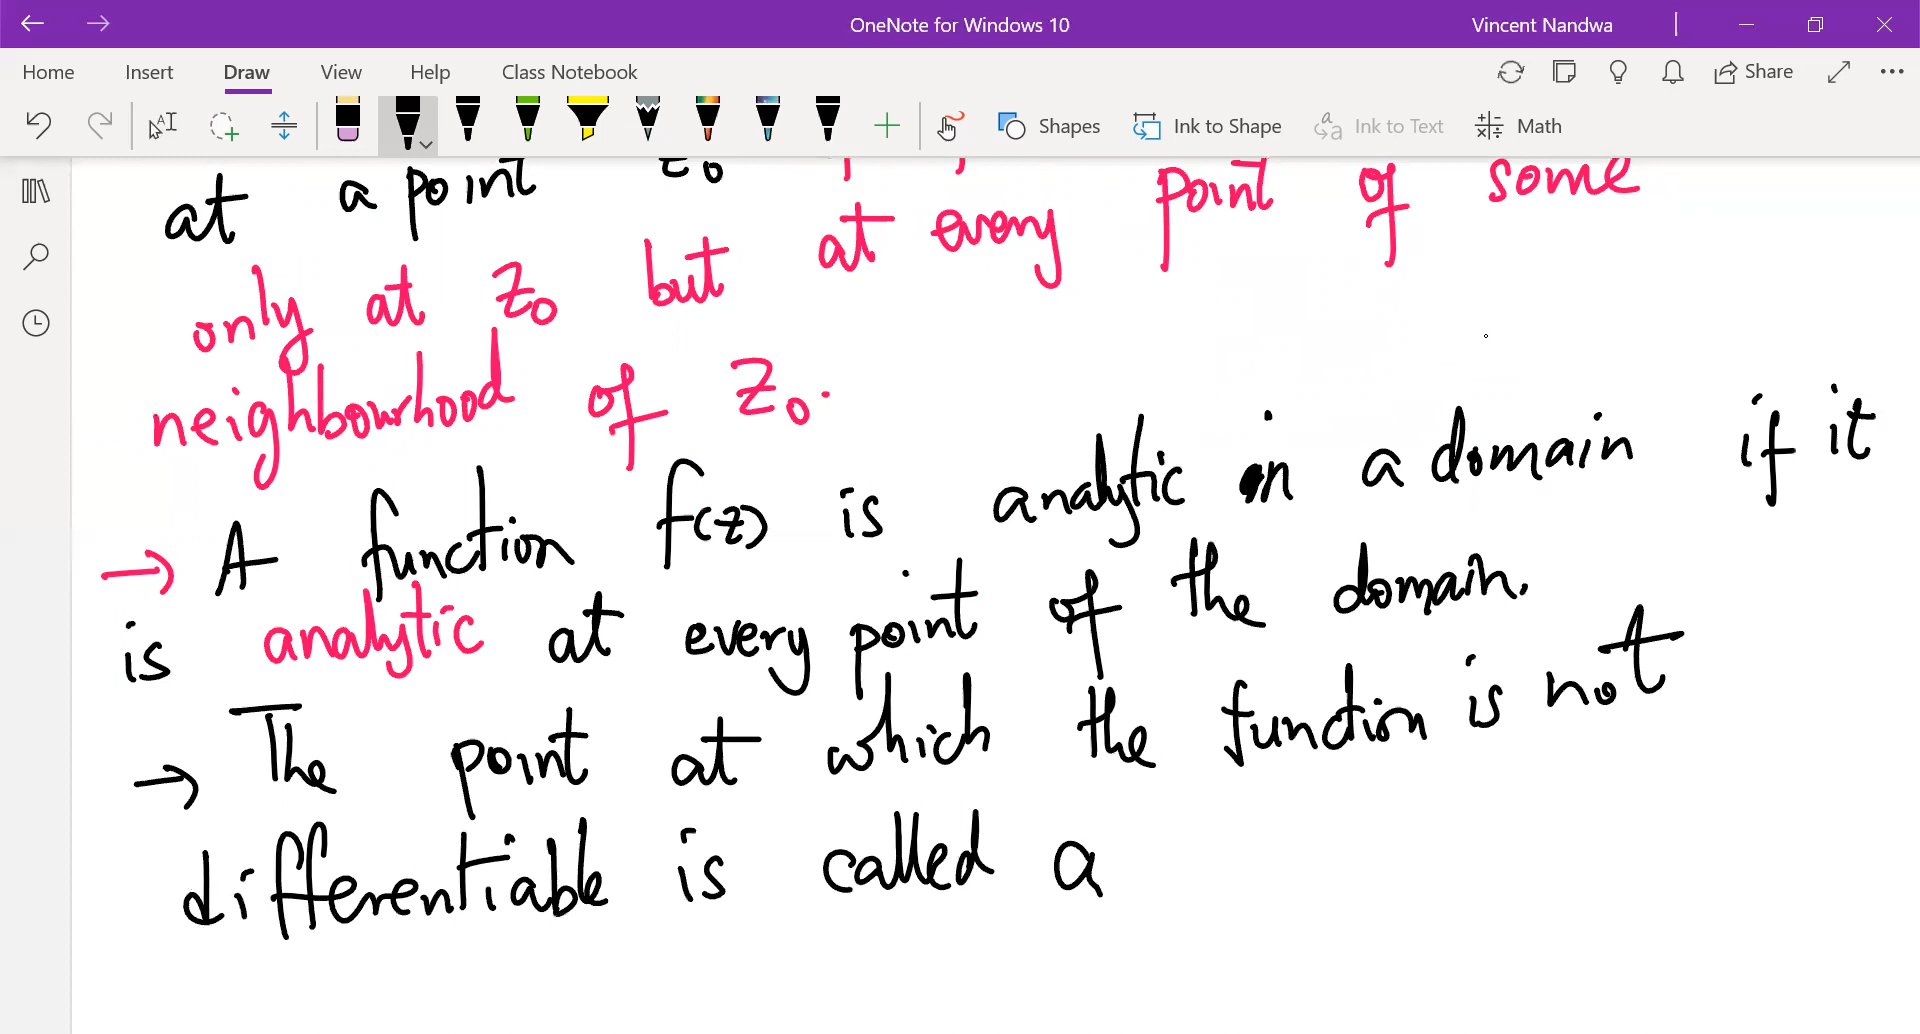 OneNote for Windows 10
Vincent Nandwa
Home Insert Draw View Help Class Notebook Share
Shapes Ink to Shape Ink to Text Math
at a point z0 point of some
only at z0 but at every
neighbourhood of z0.
→ A function f(z) is analytic in a domain if it
is analytic at every point of the domain.
→ The point at which the function is not
differentiable is called a